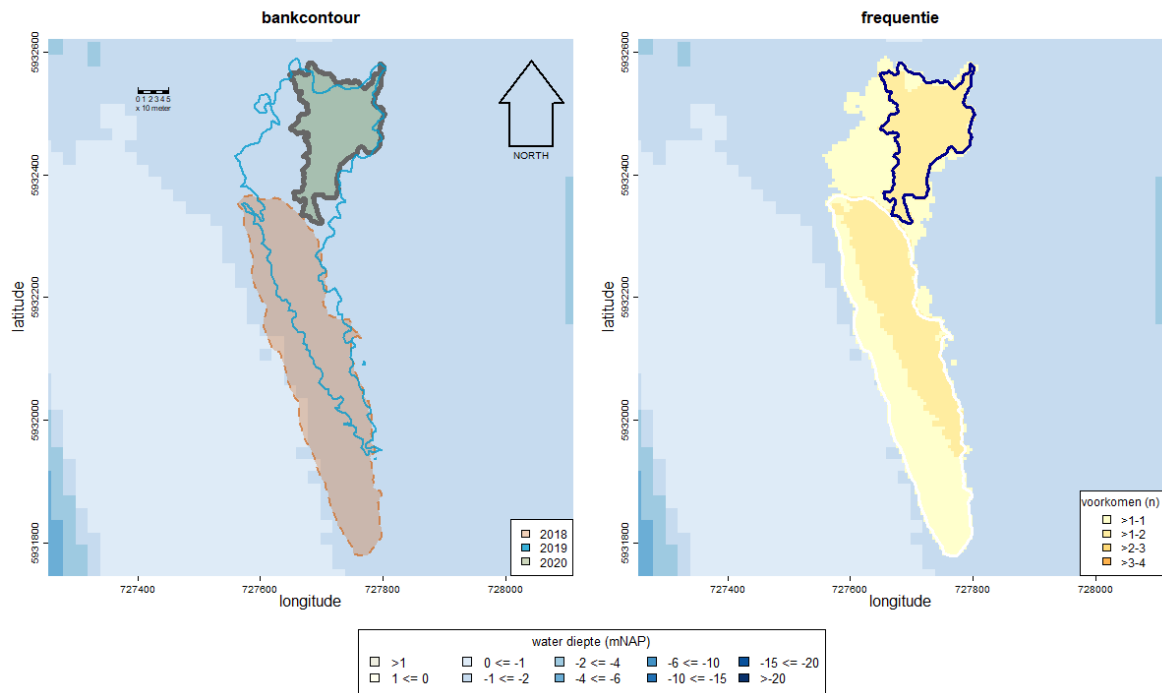 bankcontour
frequentie
5932600
5932400
5932200
5932000
5931800
latitude
0 1 2 3 4 5
x 10 meter
NORTH
2018
2019
2020
727400
727600
727800
728000
longitude
5932600
5932400
5932200
5932000
5931800
latitude
voorkomen (n)
>1-1
>1-2
>2-3
>3-4
727400
727600
727800
728000
longitude
water diepte (mNAP)
>1
0 <= -1
-2 <= -4
-6 <= -10
-15 <= -20
1 <= 0
-1 <= -2
-4 <= -6
-10 <= -15
>-20